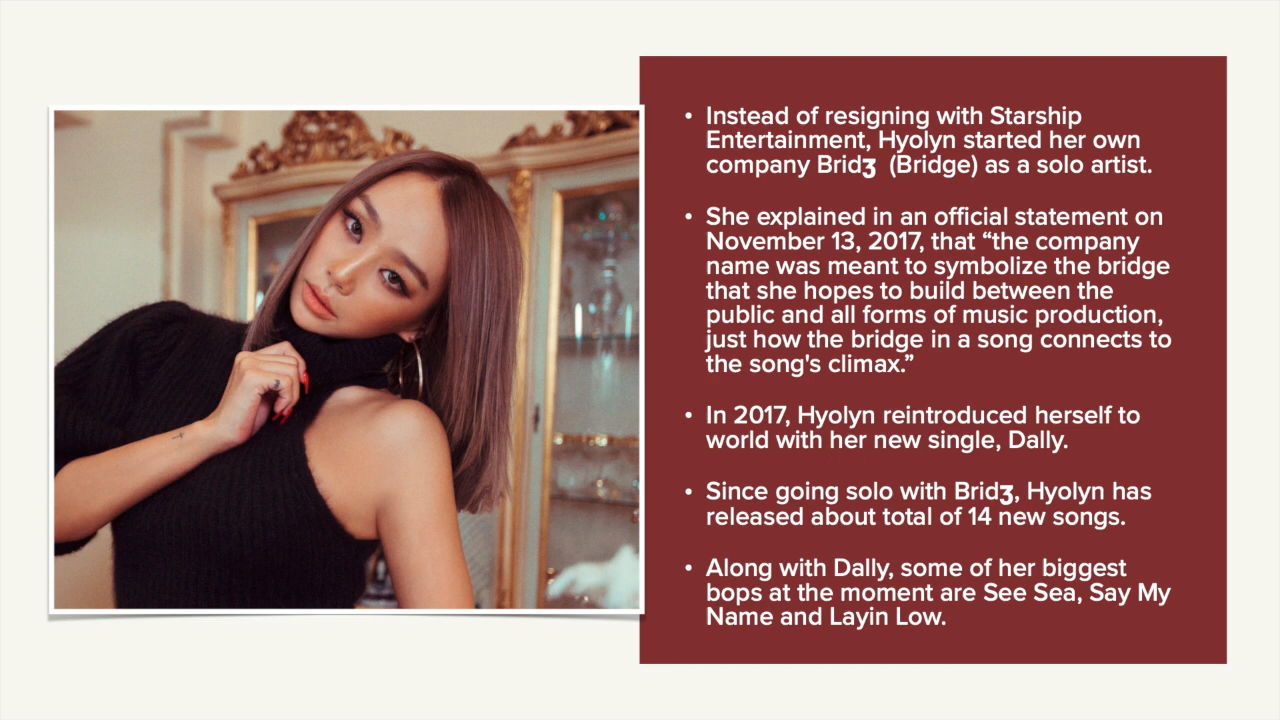 • Instead of resigning with Starship
Entertainment, Hyolyn started her own
company Bridʒ (Bridge) as a solo artist.
• She explained in an official statement on
November 13, 2017, that “the company
name was meant to symbolize the bridge
that she hopes to build between the
public and all forms of music production,
just how the bridge in a song connects to
the song's climax.”
• In 2017, Hyolyn reintroduced herself to
world with her new single, Dally.
• Since going solo with Bridʒ, Hyolyn has
released about total of 14 new songs.
• Along with Dally, some of her biggest
bops at the moment are See Sea, Say My
Name and Layin Low.